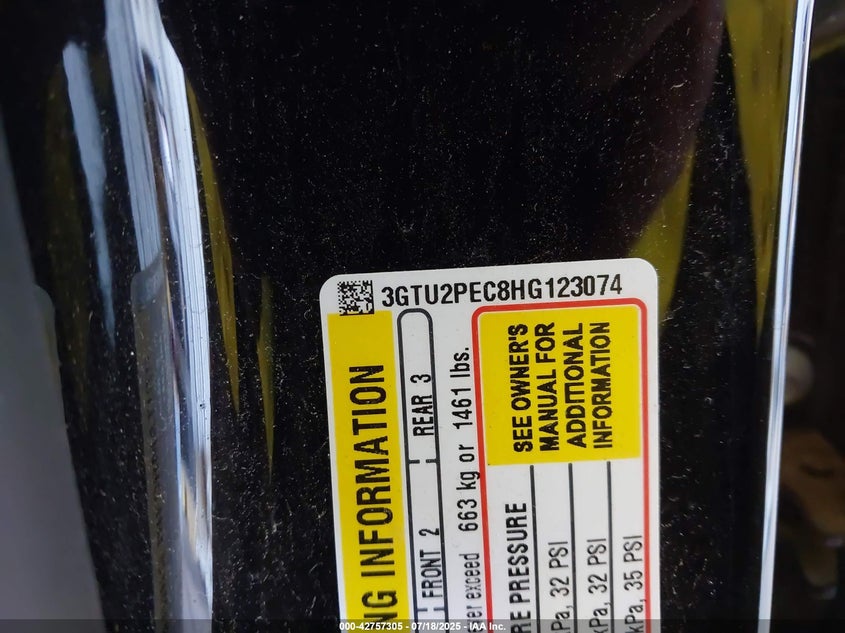 3GTU2PEC8HG123074
NG INFORMATION
FRONT 2 REAR 3
er exceed 663 kg or 1461 lbs.
SEE OWNER'S
MANUAL FOR
ADDITIONAL
INFORMATION
RE PRESSURE
kPa, 32 PSI
kPa, 32 PSI
kPa, 35 PSI
000-42757305 - 07/18/2025 - IAA Inc.